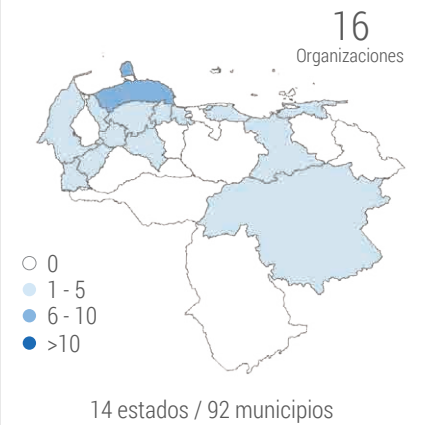 16
Organizaciones
0
1 - 5
6 - 10
>10
14 estados / 92 municipios